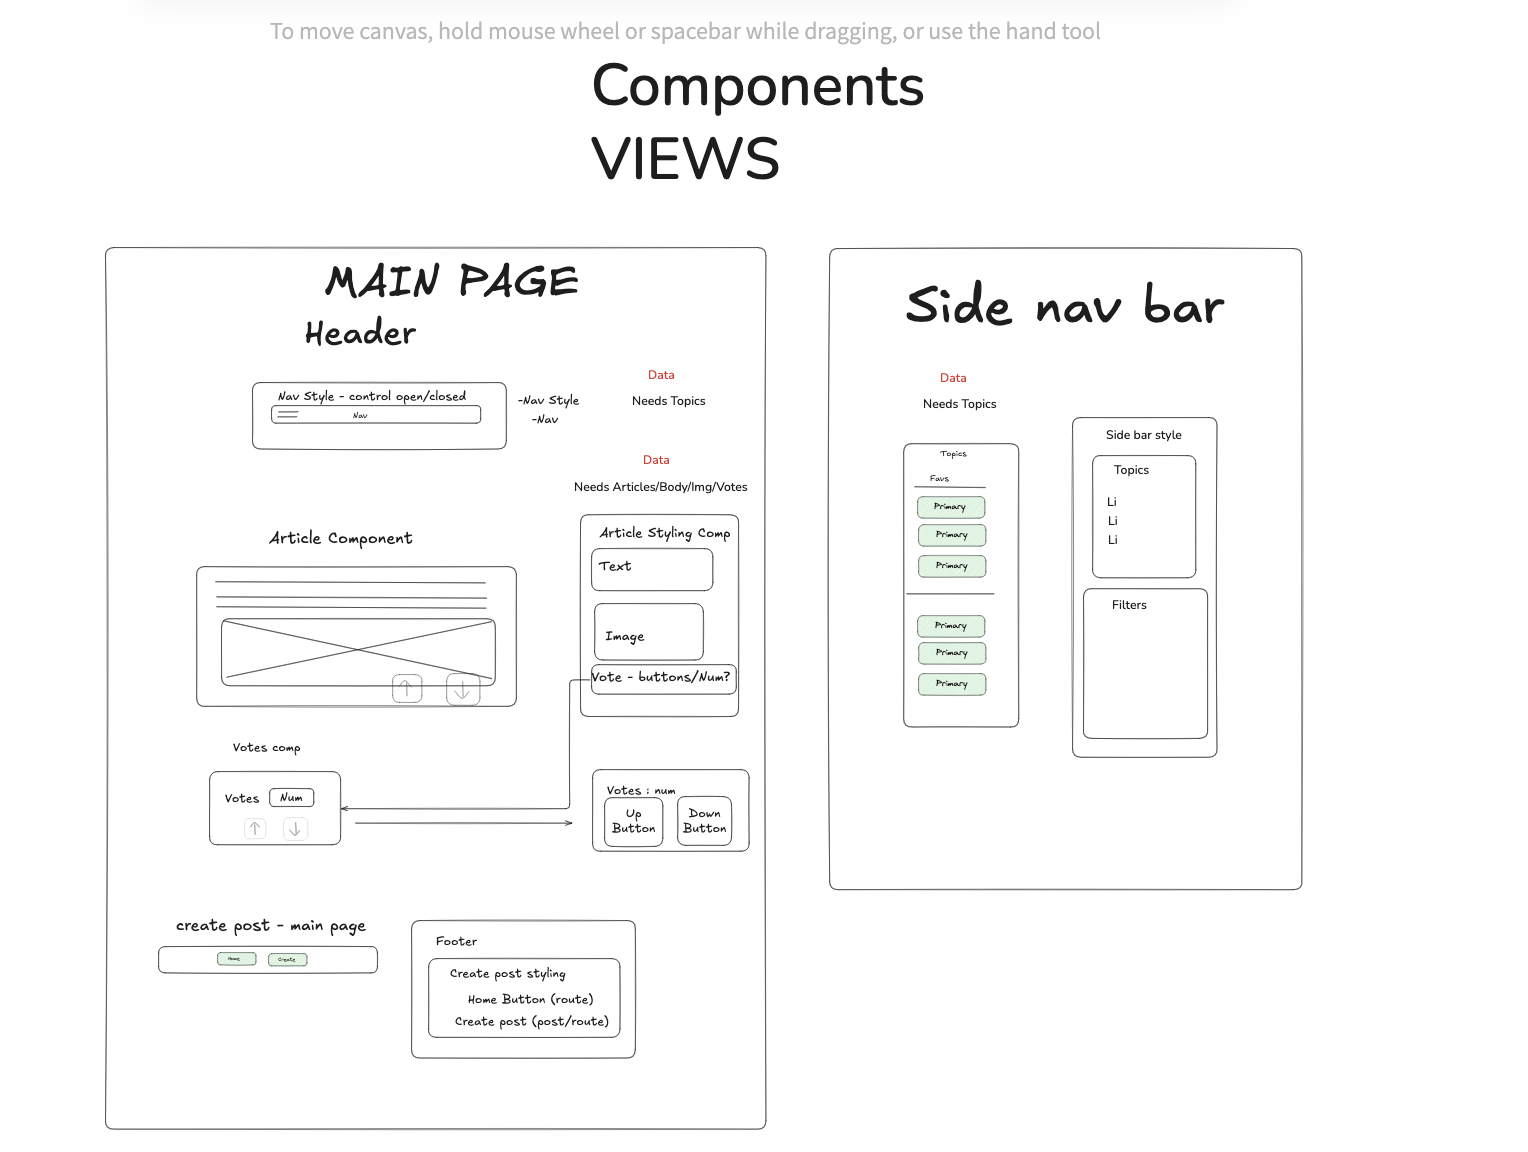 To move canvas, hold mouse wheel or spacebar while dragging, or use the hand tool
Components
VIEWS
MAIN PAGE
Header
Nav Style - control open/closed
Nav
-Nav Style
-Nav
Data
Needs Topics
Data
Needs Articles/Body/Img/Votes
Article Component
Article Styling Comp
Text
Image
Vote - buttons/Num?
Votes comp
Votes
Num
Votes : num
Up
Button
Down
Button
create post - main page
Home
Create
Footer
Create post styling
Home Button (route)
Create post (post/route)
Side nav bar
Data
Needs Topics
Topics
Favs
Primary
Primary
Primary
Primary
Primary
Primary
Side bar style
Topics
Li
Li
Li
Filters